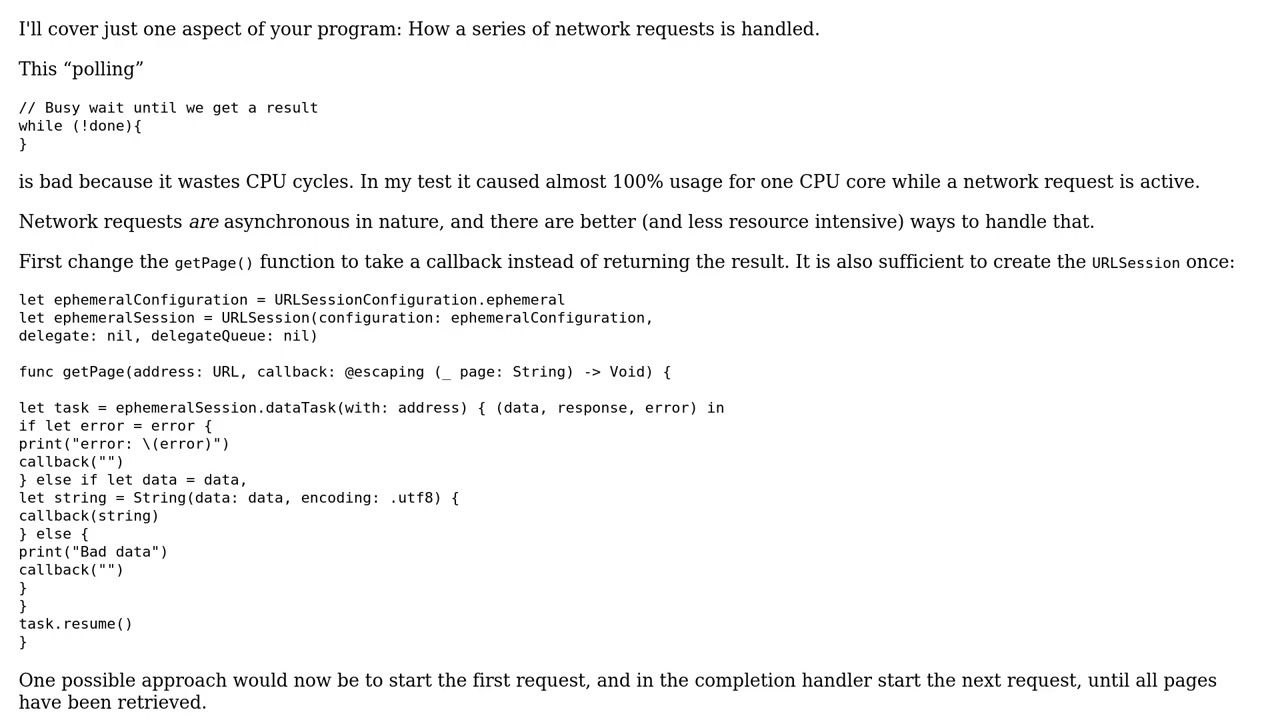 I'll cover just one aspect of your program: How a series of network requests is handled.
This “polling”
// Busy wait until we get a result
while (!done){
}
is bad because it wastes CPU cycles. In my test it caused almost 100% usage for one CPU core while a network request is active.
Network requests are asynchronous in nature, and there are better (and less resource intensive) ways to handle that.
First change the getPage() function to take a callback instead of returning the result. It is also sufficient to create the URLSession once:
let ephemeralConfiguration = URLSessionConfiguration.ephemeral
let ephemeralSession = URLSession(configuration: ephemeralConfiguration,
delegate: nil, delegateQueue: nil)
func getPage(address: URL, callback: @escaping (_ page: String) -> Void) {
let task = ephemeralSession.dataTask(with: address) { (data, response, error) in
if let error = error {
print("error: \(error)")
callback("")
} else if let data = data,
let string = String(data: data, encoding: .utf8) {
callback(string)
} else {
print("Bad data")
callback("")
}
}
task.resume()
}
One possible approach would now be to start the first request, and in the completion handler start the next request, until all pages
have been retrieved.